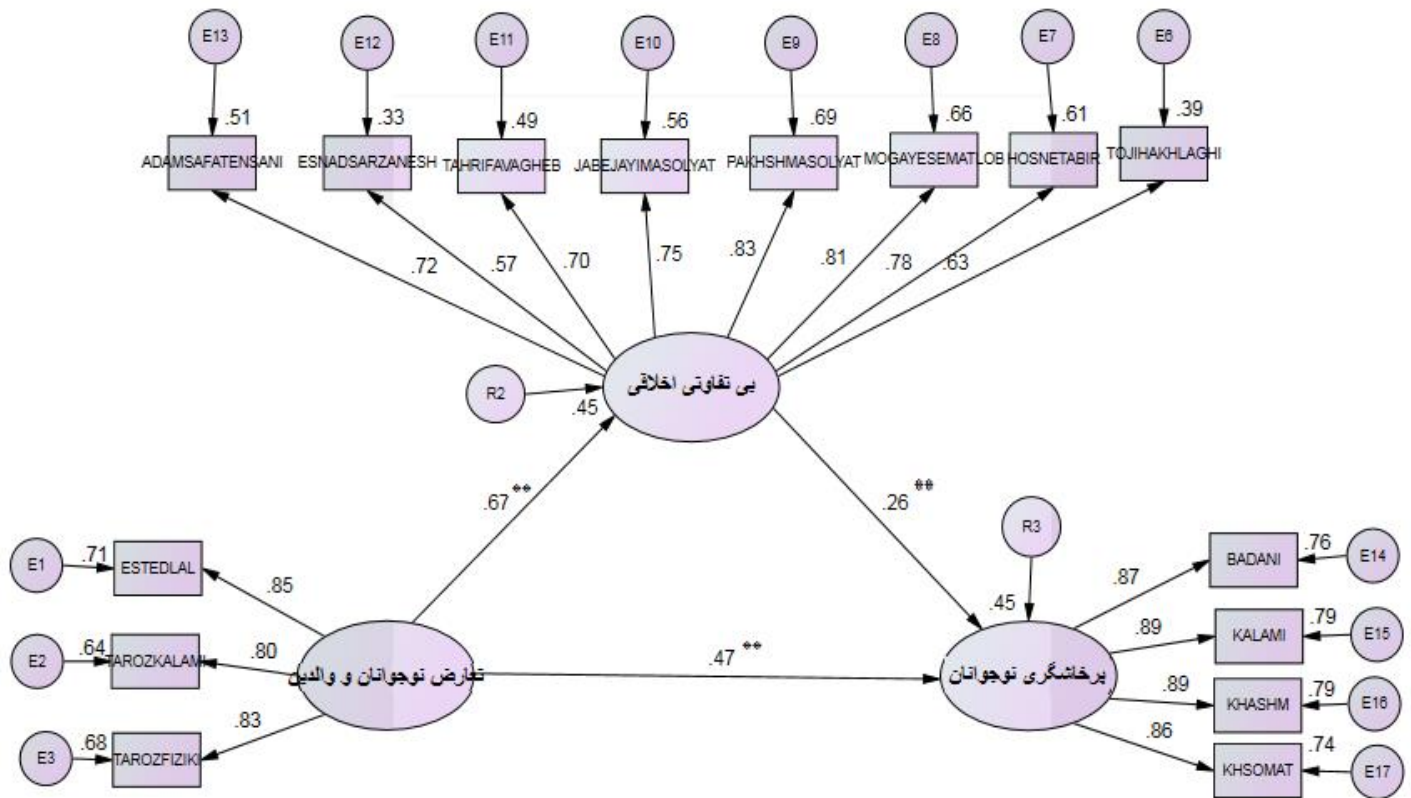 E13
E12
E11
E10
E9
E8
E7
E6
.51
.33
.49
.56
.69
.66
.61
.39
ADAMSAFATENSANI
ESNADSARZANESH
TAHRIFAVAGHEB
JABEJAYIMASOLYAT
PAKHSHMASOLYAT
MOGAYESEMATLOB
HOSNETABIR
TOJIHAKHLAGHI
.72
.57
.70
.75
.83
.81
.78
.63
R2
بی تفاوتی اخلاقی
.45
.67 **
.26 **
R3
E1
.71
ESTEDLAL
.85
.45
.87
BADANI
.76
E14
E2
.64
TAROZKALAMI
.80
تعارض نوجوانان و والدین
.47 **
پرخاشگری نوجوانان
.89
KALAMI
.79
E15
.89
KHASHM
.79
E16
E3
.68
TAROZFIZIKI
.83
.86
KHSOMAT
.74
E17